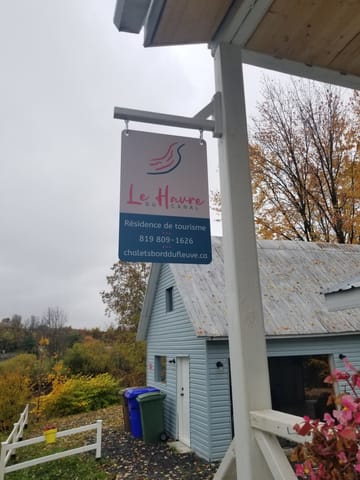 Le Havre
DU CANAL
Résidence de tourisme
819 809-1626
chaletsborddufleuve.ca